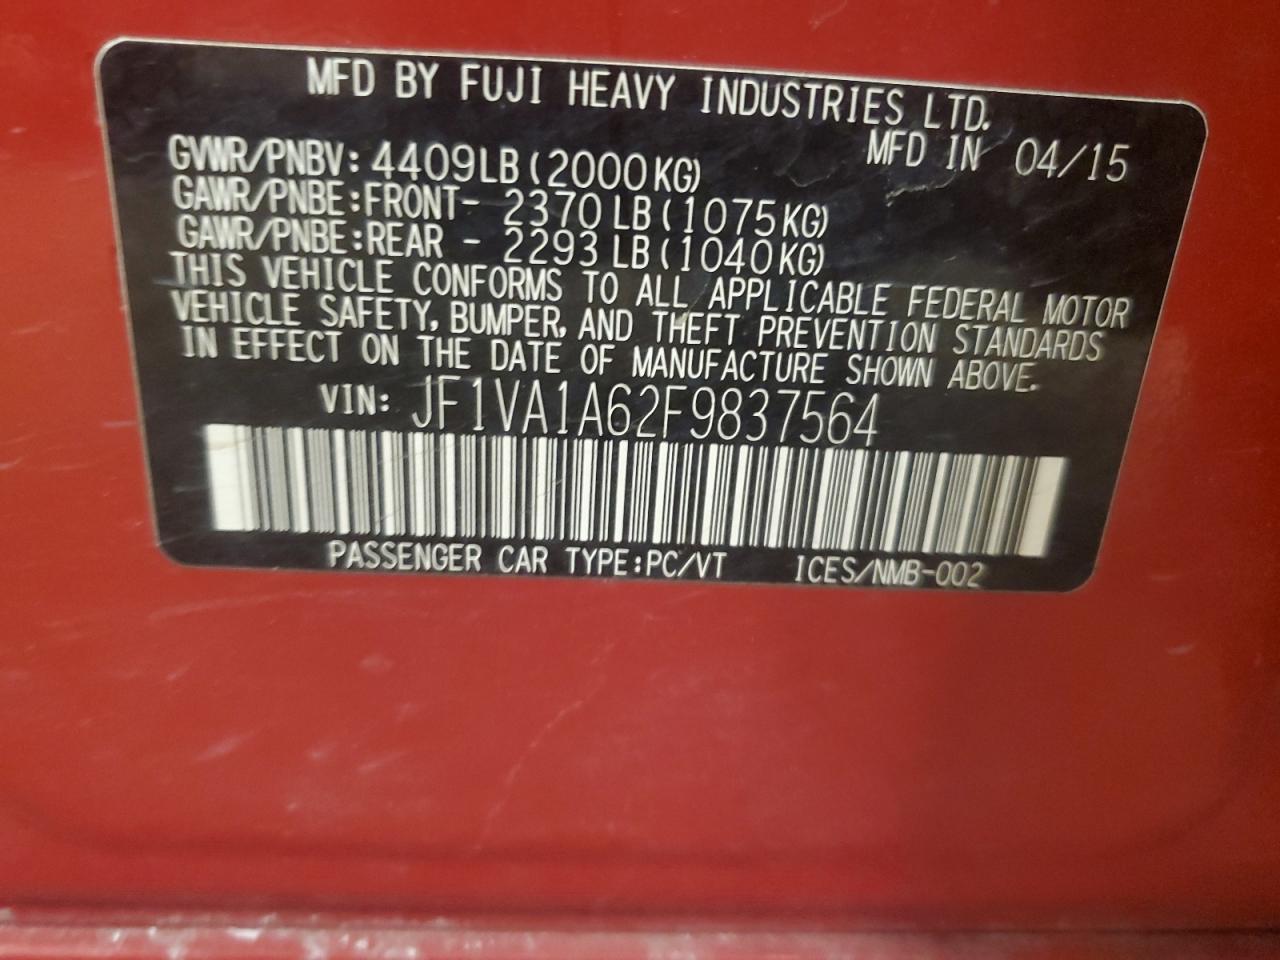 MFD BY FUJI HEAVY INDUSTRIES LTD.
MFD IN 04/15
GVWR/PNBV: 4409LB (2000KG)
GAWR/PNBE:FRONT- 2370 LB (1075KG)
GAWR/PNBE:REAR - 2293 LB (1040KG)
THIS VEHICLE CONFORMS TO ALL APPLICABLE FEDERAL MOTOR
VEHICLE SAFETY, BUMPER, AND THEFT PREVENTION STANDARDS
IN EFFECT ON THE DATE OF MANUFACTURE SHOWN ABOVE.
VIN: JF1VA1A62F9837564
PASSENGER CAR TYPE:PC/VT ICES/NMB-002